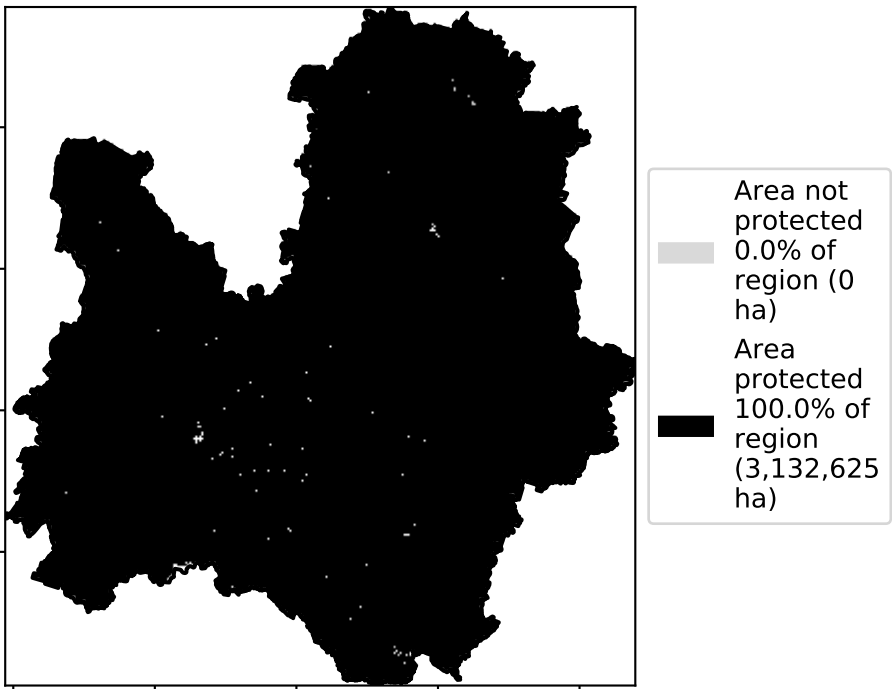 Area not
protected
0.0% of
region (0
ha)
Area
protected
100.0% of
region
(3,132,625
ha)